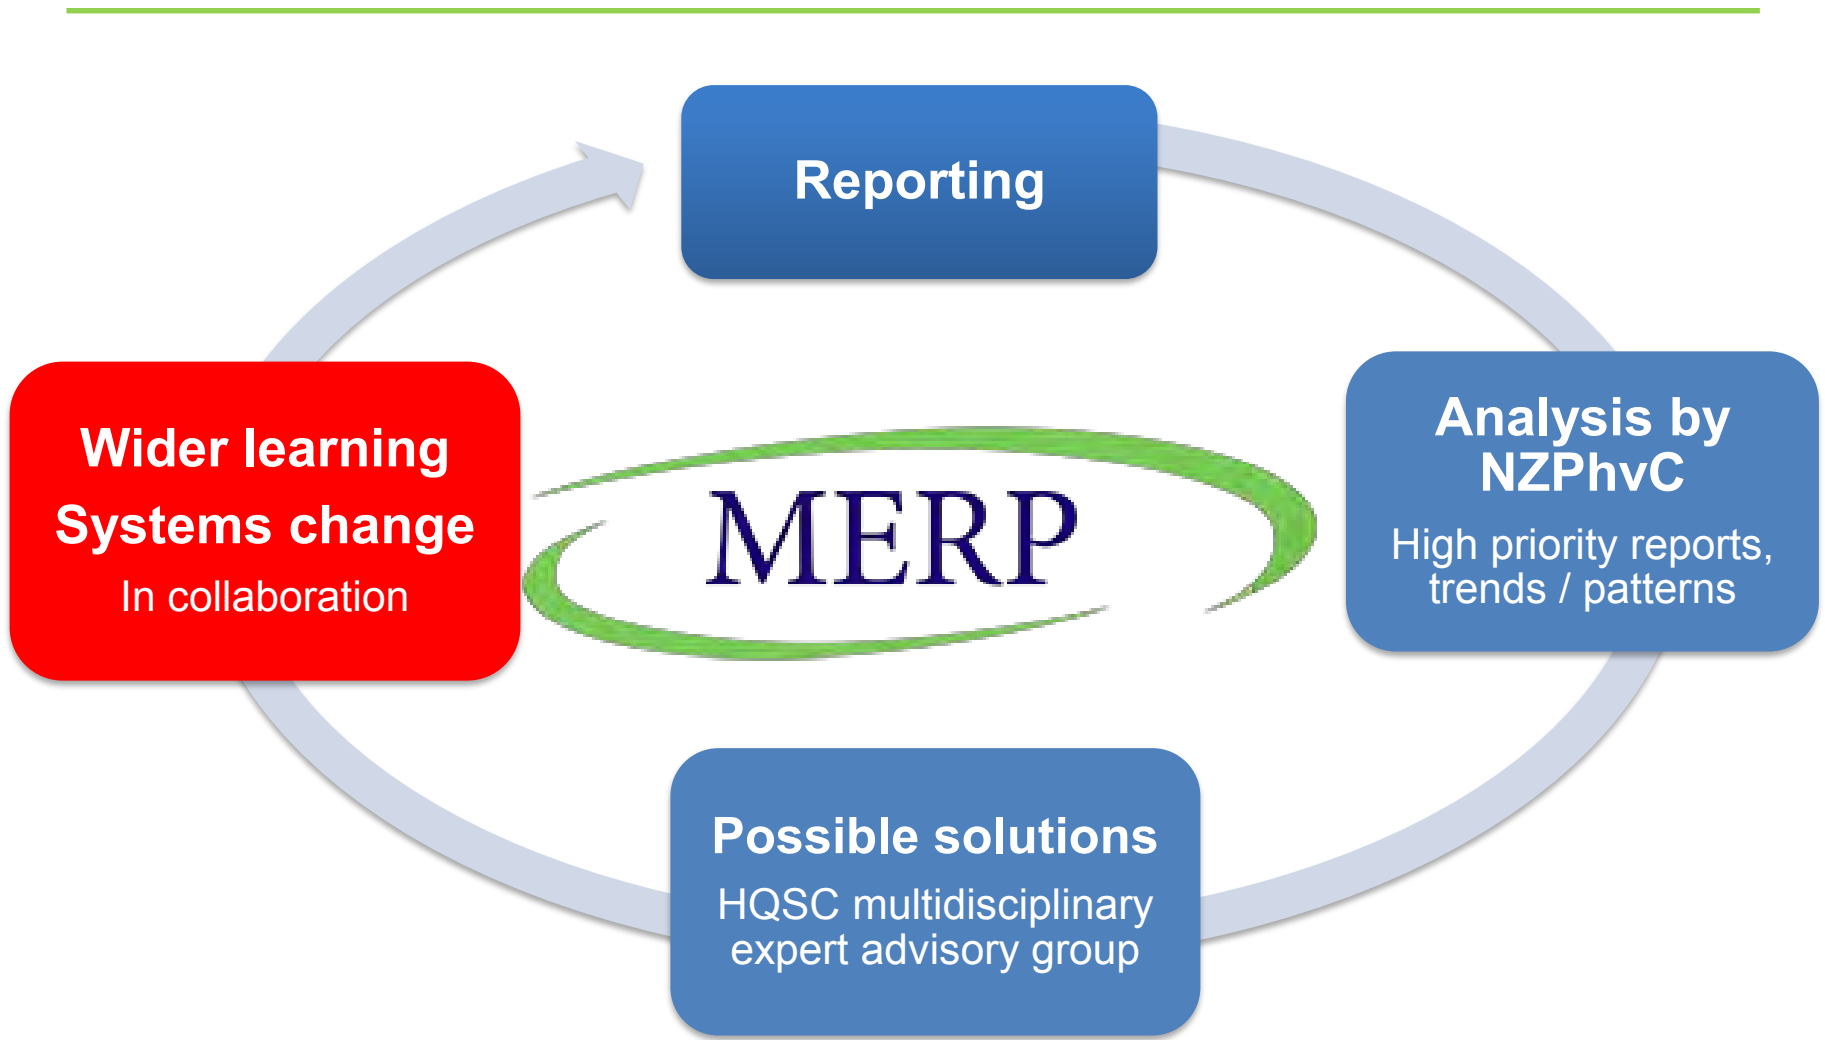 Reporting
Analysis by
NZPhvC
High priority reports,
trends / patterns
Possible solutions
HQSC multidisciplinary
expert advisory group
Wider learning
Systems change
In collaboration
MERP